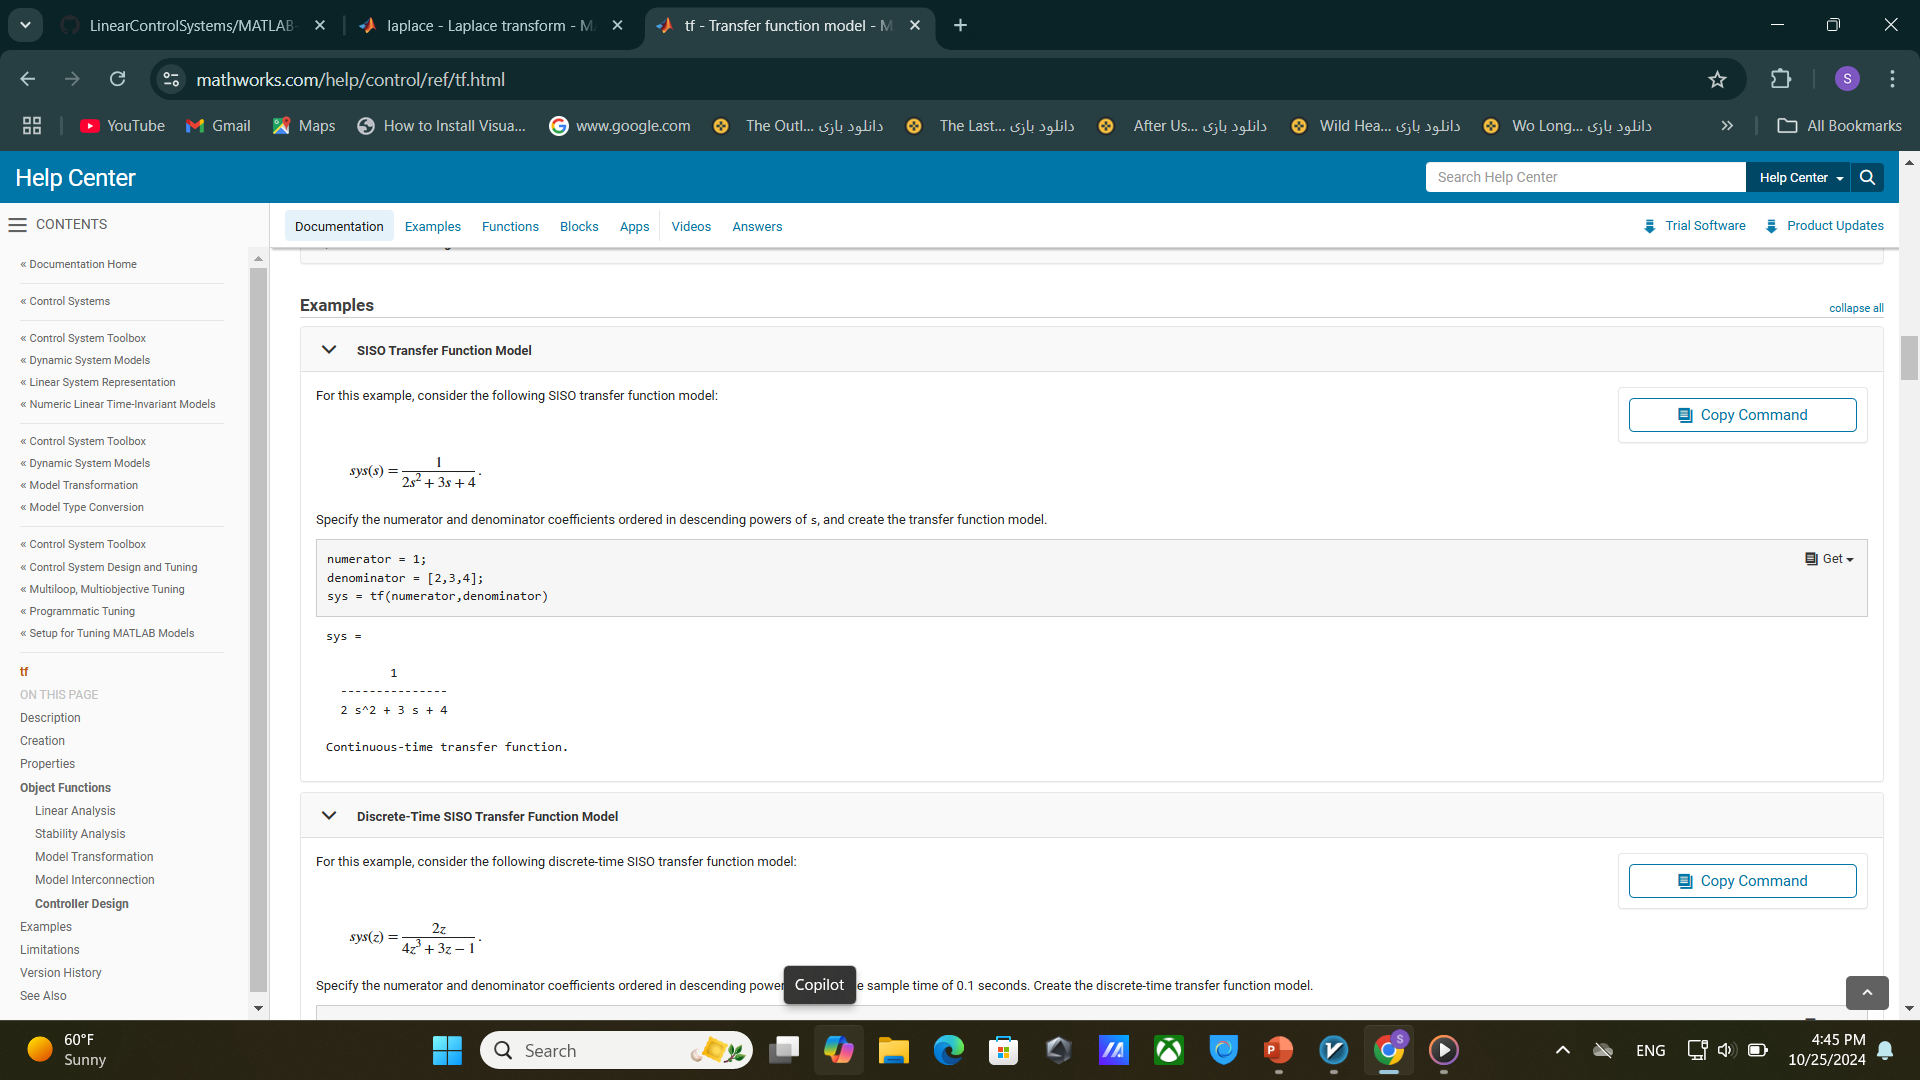 LinearControlSystems/MATLAB-
laplace - Laplace transform - M
tf - Transfer function model - M
mathworks.com/help/control/ref/tf.html
S
YouTube
Gmail
Maps
How to Install Visua...
www.google.com
The Outl... دانلود بازی
The Last... دانلود بازی
After Us... دانلود بازی
Wild Hea... دانلود بازی
Wo Long... دانلود بازی
All Bookmarks
Help Center
Search Help Center
Help Center
CONTENTS
Documentation
Examples
Functions
Blocks
Apps
Videos
Answers
Trial Software
Product Updates
« Documentation Home
« Control Systems
« Control System Toolbox
« Dynamic System Models
« Linear System Representation
« Numeric Linear Time-Invariant Models
« Control System Toolbox
« Dynamic System Models
« Model Transformation
« Model Type Conversion
« Control System Toolbox
« Control System Design and Tuning
« Multiloop, Multiobjective Tuning
« Programmatic Tuning
« Setup for Tuning MATLAB Models
tf
ON THIS PAGE
Description
Creation
Properties
Object Functions
Linear Analysis
Stability Analysis
Model Transformation
Model Interconnection
Controller Design
Examples
Limitations
Version History
See Also
Examples
collapse all
SISO Transfer Function Model
For this example, consider the following SISO transfer function model:
Copy Command
sys(s) = 1 / 2s² + 3s + 4 .
Specify the numerator and denominator coefficients ordered in descending powers of s, and create the transfer function model.
numerator = 1;
denominator = [2,3,4];
sys = tf(numerator,denominator)
Get
sys =
1
---------------
2 s^2 + 3 s + 4
Continuous-time transfer function.
Discrete-Time SISO Transfer Function Model
For this example, consider the following discrete-time SISO transfer function model:
Copy Command
sys(z) = 2z / 4z³ + 3z − 1 .
Specify the numerator and denominator coefficients ordered in descending power
e sample time of 0.1 seconds. Create the discrete-time transfer function model.
Copilot
60°F
Sunny
Search
S
ENG
4:45 PM
10/25/2024